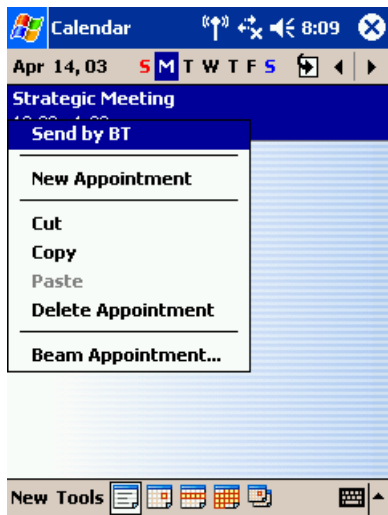 Calendar 8:09
Apr 14, 03 S M T W T F S
Strategic Meeting
Send by BT
New Appointment
Cut
Copy
Paste
Delete Appointment
Beam Appointment...
New Tools